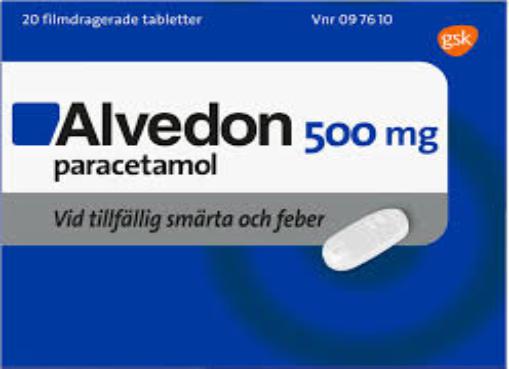 20 filmdragerade tabletter Vnr 09 76 10
gsk
Alvedon 500 mg
paracetamol
Vid tillfällig smärta och feber